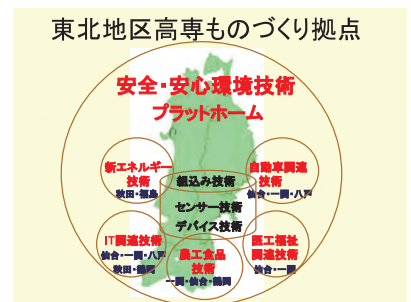 東北地区高専ものづくり拠点
安全・安心環境技術
プラットホーム
新エネルギー
技術
秋田・福島
自動車関連
技術
仙台・一関・八戸
組込み技術
センサー技術
デバイス技術
IT関連技術
仙台・一関・八戸
秋田・鶴岡
農工食品
技術
一関・仙台・鶴岡
医工福祉
関連技術
仙台・一関